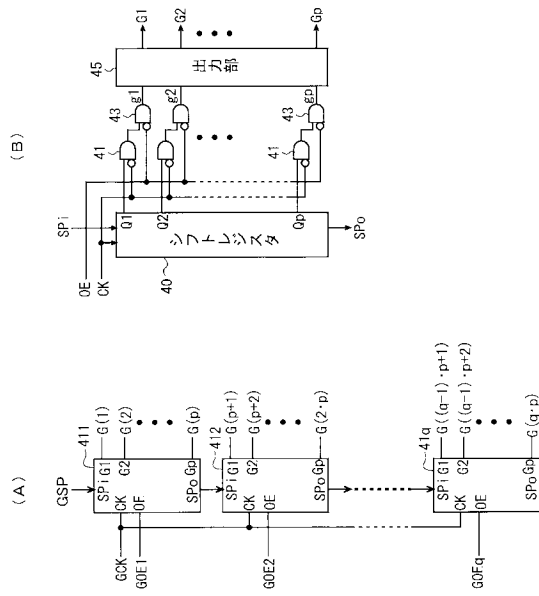 (A)
GSP
411
SPi G1
G(1)
G2
G(2)
CK
OE
SPo Gp
G(p)
GCK
GOE1
412
SPi G1
G(p+1)
G2
G(p+2)
CK
OE
SPo Gp
G(2·p)
GOE2
41q
SPi G1
G((q-1)·p+1)
G2
G((q-1)·p+2)
CK
OE
SPo Gp
G(q·p)
GOEq
(B)
SPi
OE
CK
40
シフトレジスタ
Q1
Q2
Qp
SPo
41
41
43
43
g1
g2
gp
45
出力部
G1
G2
Gp